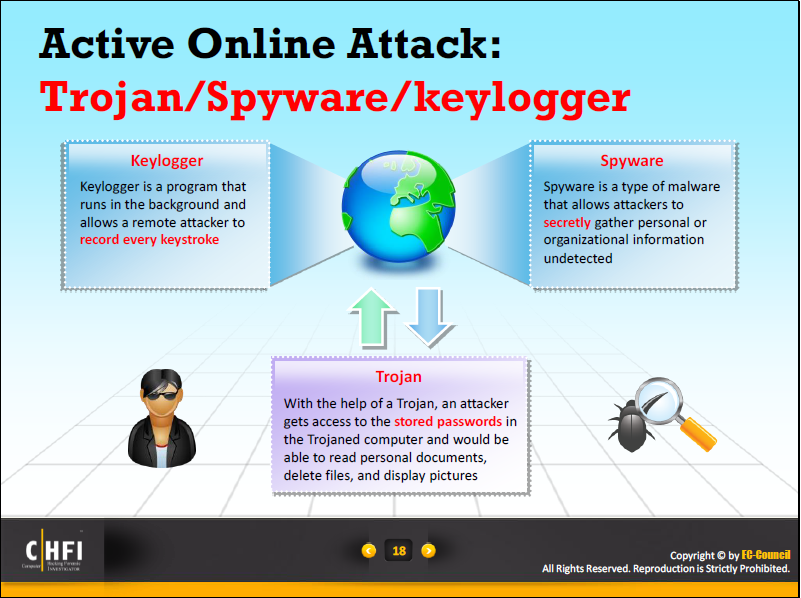 Active Online Attack:
Trojan/Spyware/keylogger
Keylogger
Keylogger is a program that
runs in the background and
allows a remote attacker to
record every keystroke
Spyware
Spyware is a type of malware
that allows attackers to
secretly gather personal or
organizational information
undetected
Trojan
With the help of a Trojan, an attacker
gets access to the stored passwords in
the Trojaned computer and would be
able to read personal documents,
delete files, and display pictures
CHFI
Computer Hacking Forensic
INVESTIGATOR
18
Copyright © by EC-Council
All Rights Reserved. Reproduction is Strictly Prohibited.